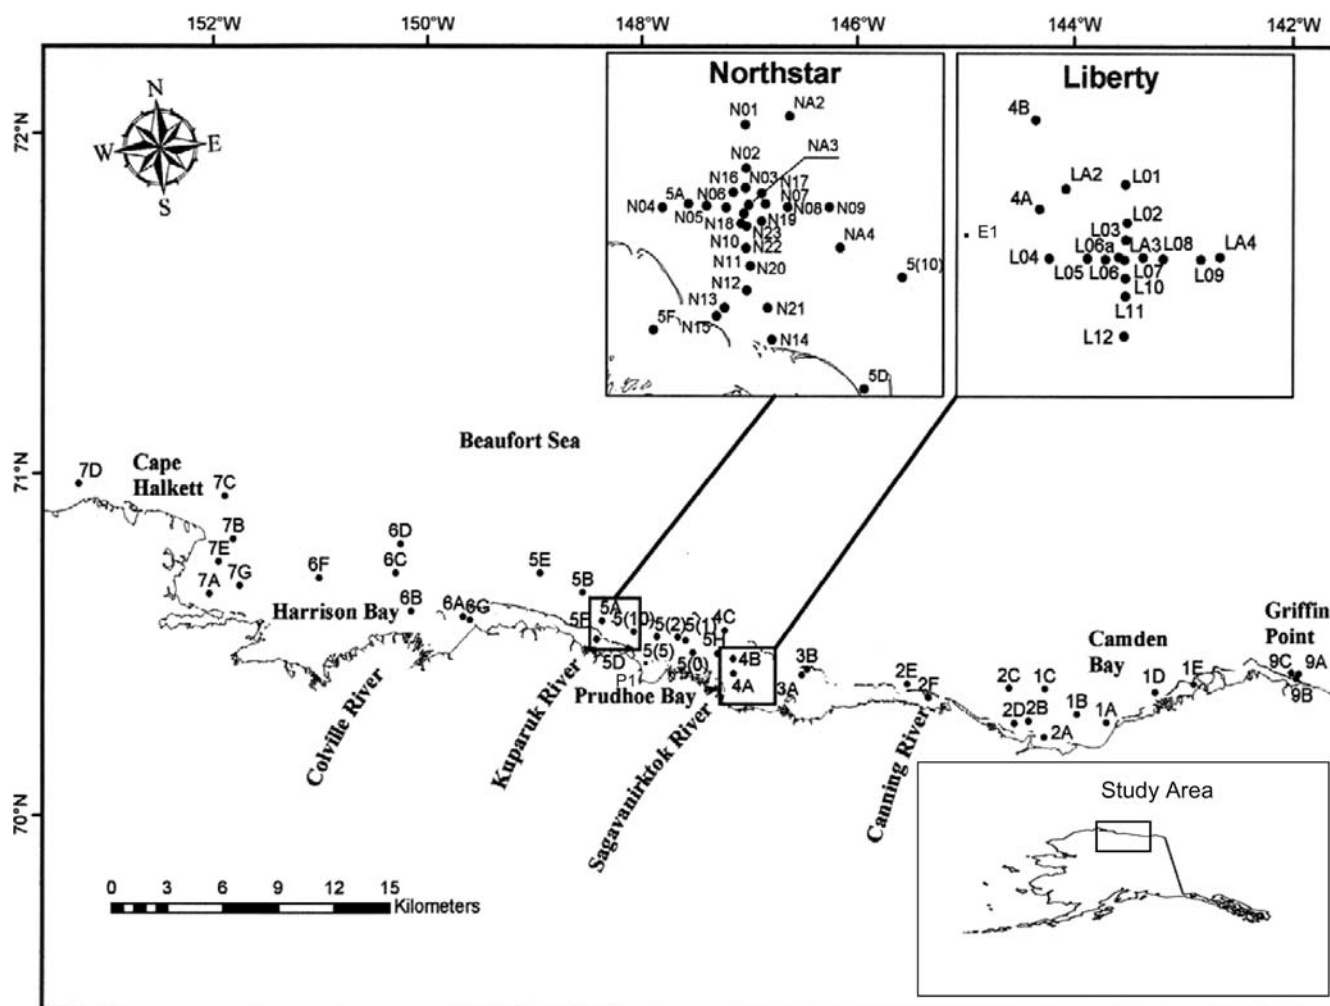 152°W
150°W
148°W
146°W
144°W
142°W
72°N
71°N
70°N
N
W
E
S
Northstar
N01
NA2
NA3
N02
N16
N03
N17
5A
N06
N07
N04
N05
N08
N09
N18
N19
N23
NA4
N10
N22
N11
N20
5(10)
N12
N13
N21
5F
N15
N14
5D
Liberty
4B
LA2
L01
4A
L02
E1
L03
L06a
LA3
L08
LA4
L04
L05
L06
L07
L09
L10
L11
L12
Beaufort Sea
Cape
Halkett
7D
7C
7B
7E
7A
7G
6F
6D
6C
6B
Harrison Bay
6A
6G
5E
5B
5A
5F
5(10)
5(2)
5(1)
4C
5H
5D
5(5)
5(0)
P1
4B
4A
Prudhoe Bay
3B
3A
2E
2F
2C
1C
2D
2B
2A
1B
1A
Camden
Bay
1D
1E
Griffin
Point
9C
9A
9B
Colville River
Kuparuk River
Sagavanirktok River
Canning River
0 3 6 9 12 15
Kilometers
Study Area